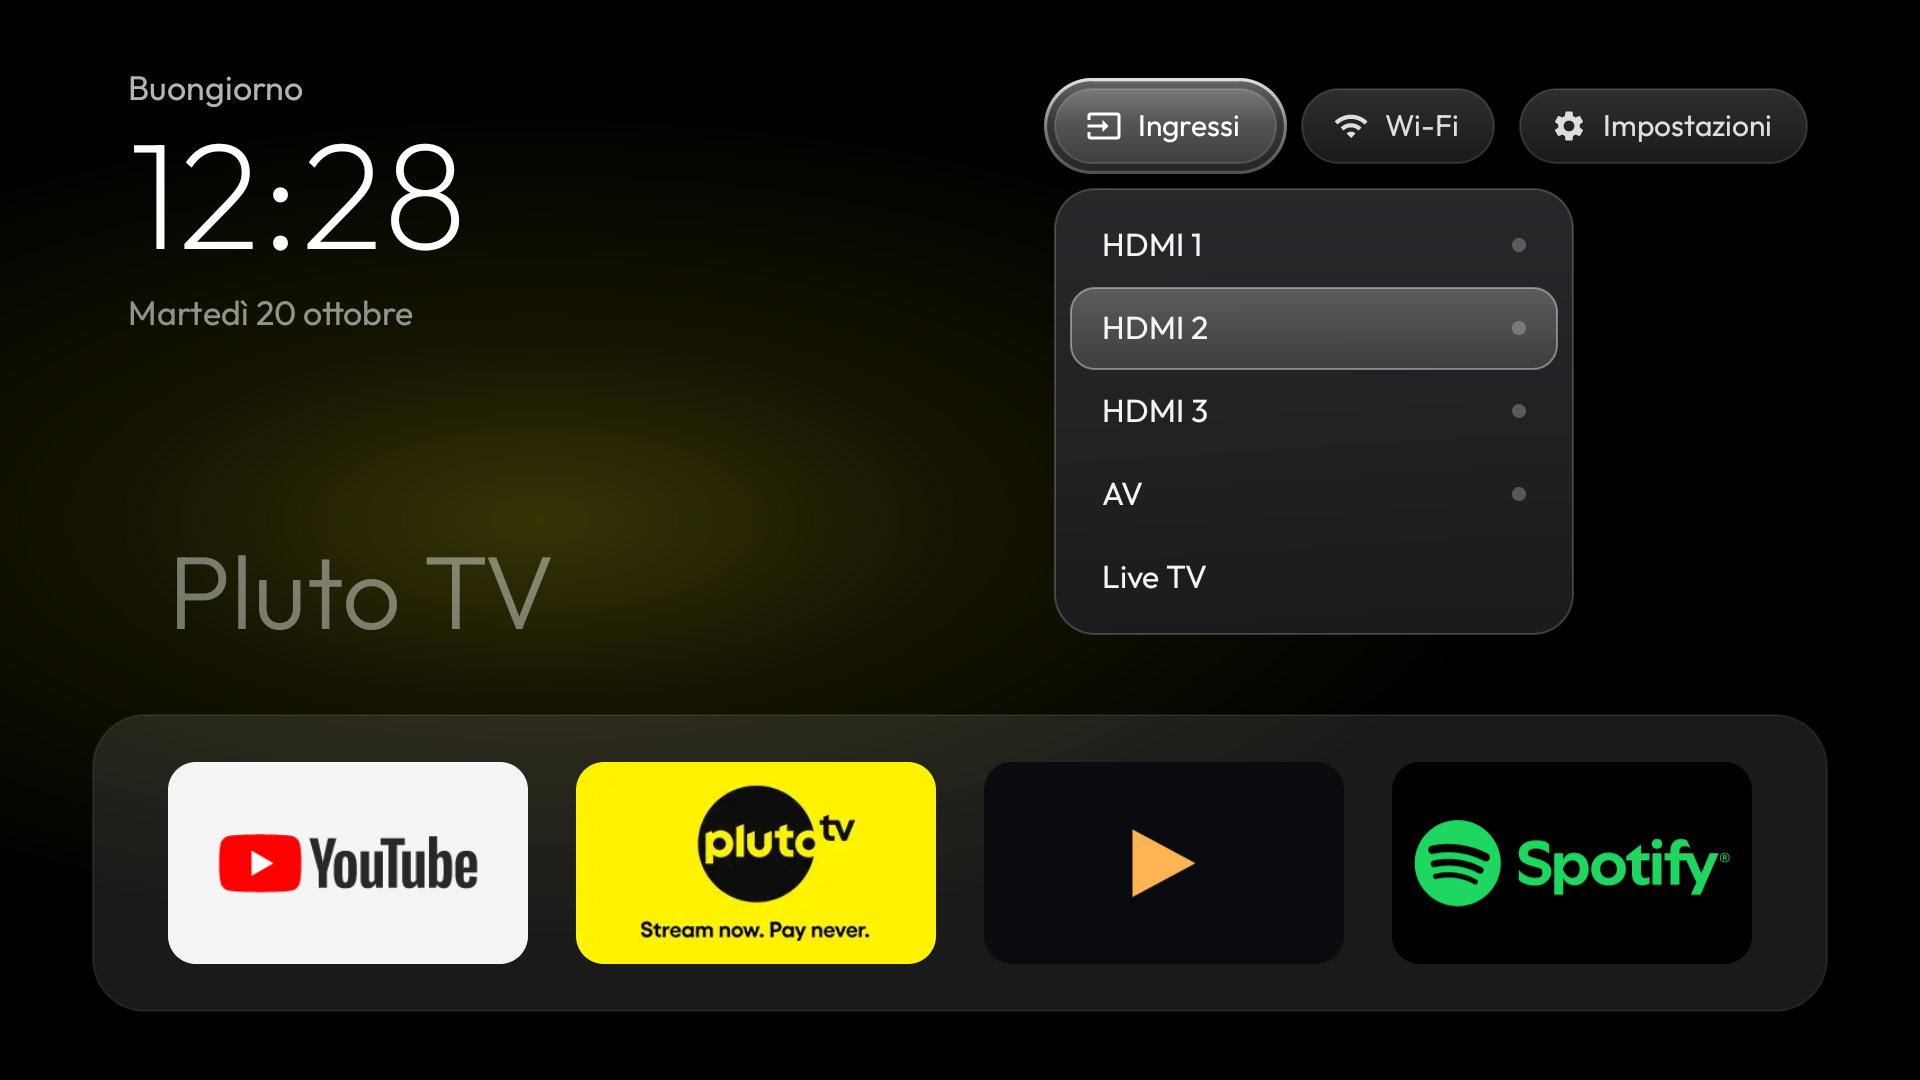 Buongiorno
12:28
Martedì 20 ottobre
Ingressi
Wi-Fi
Impostazioni
HDMI 1
HDMI 2
HDMI 3
AV
Live TV
Pluto TV
YouTube
pluto tv
Stream now. Pay never.
Spotify®